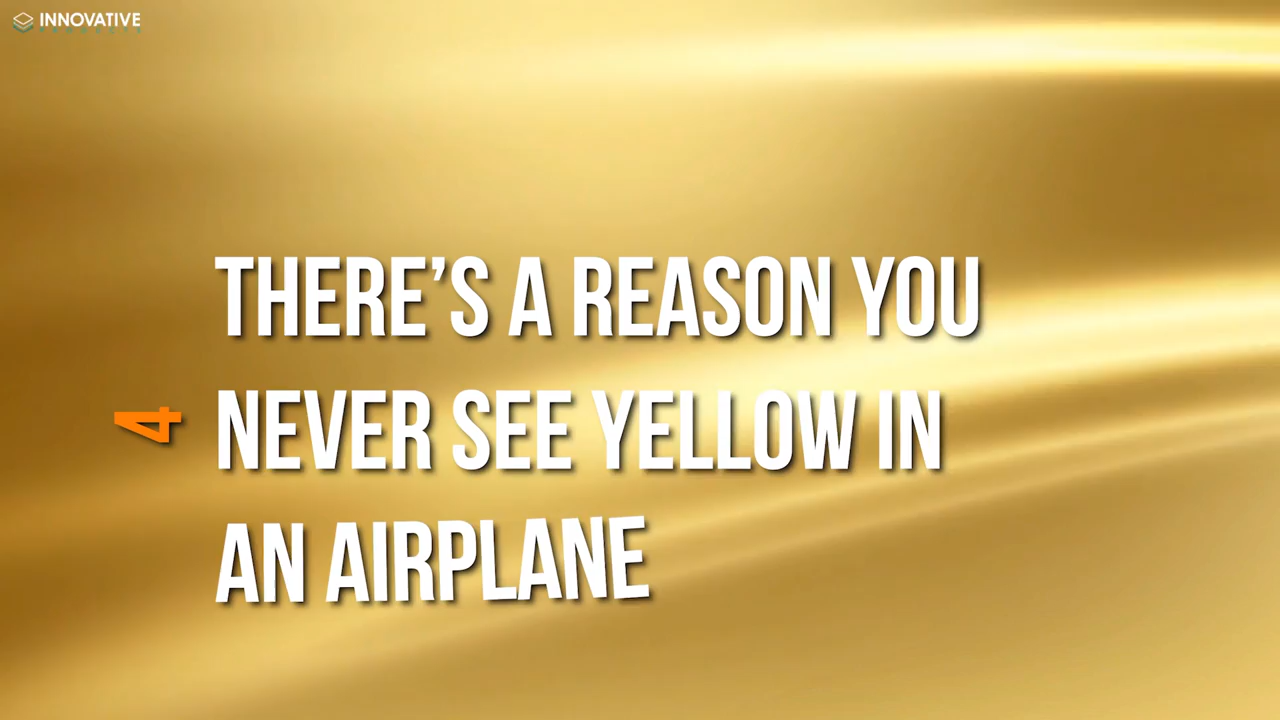 INNOVATIVE
THERE'S A REASON YOU
4
NEVER SEE YELLOW IN
AN AIRPLANE